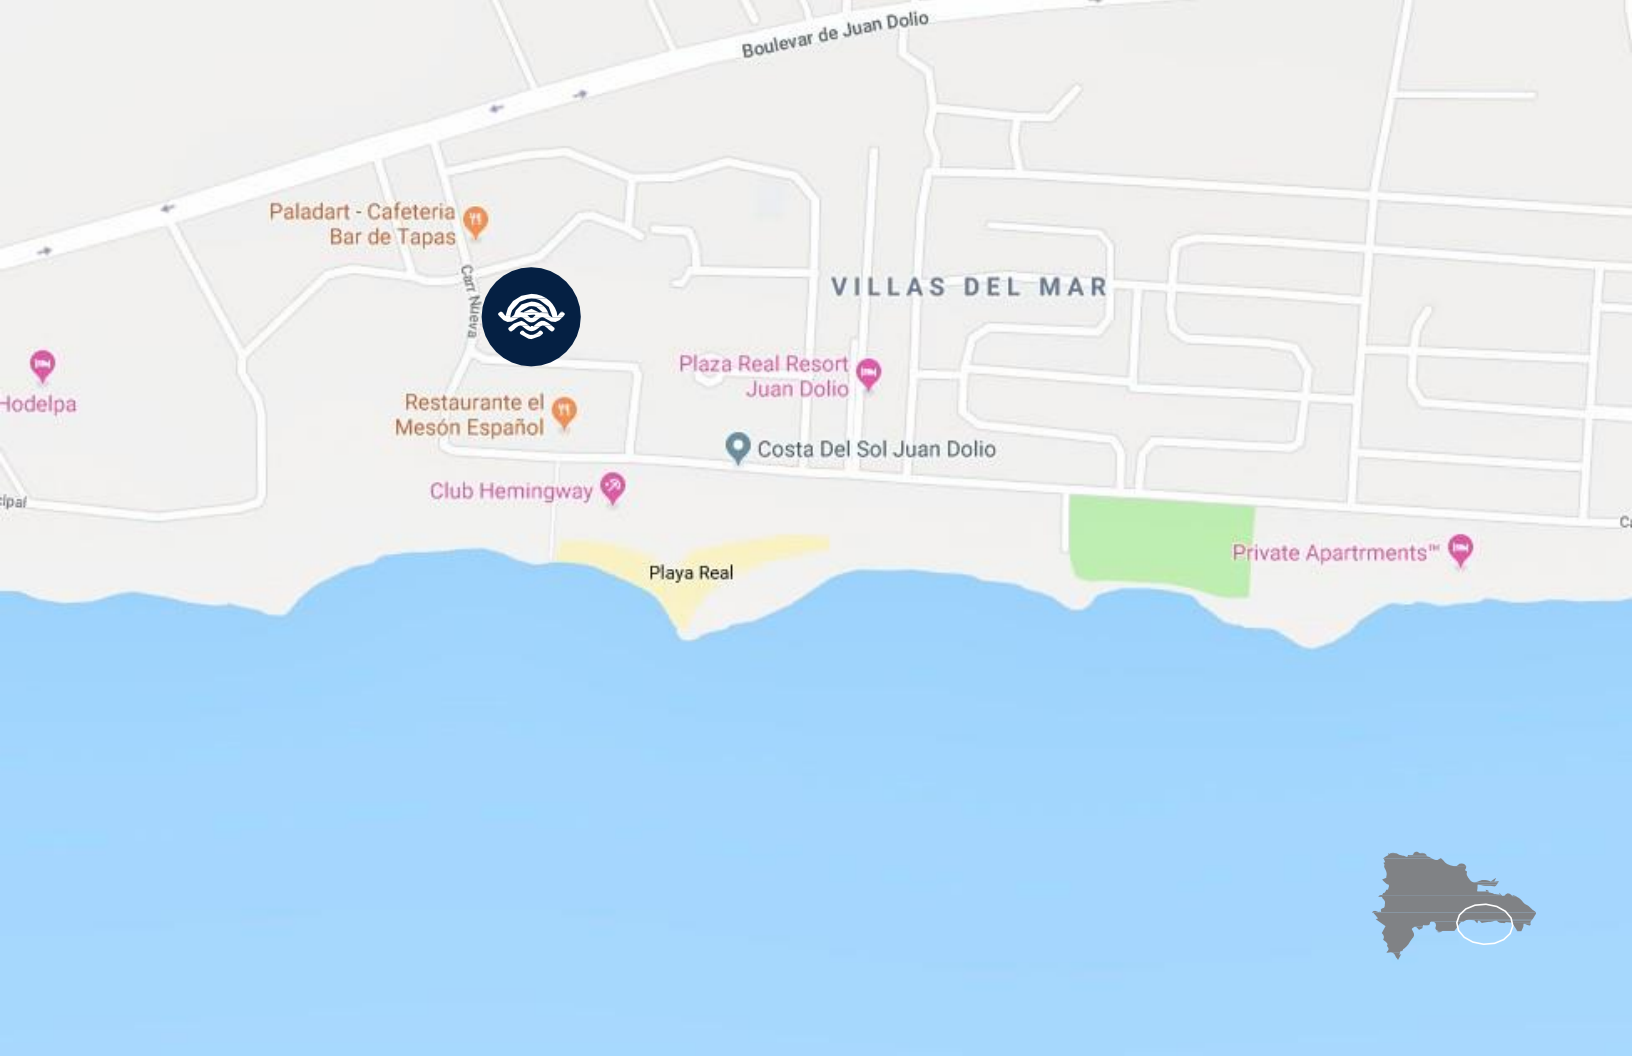 Boulevar de Juan Dolio
Paladart - Cafeteria
Bar de Tapas
Carr Nueva
VILLAS DEL MAR
Plaza Real Resort
Juan Dolio
Hodelpa
Restaurante el
Mesón Español
Costa Del Sol Juan Dolio
Club Hemingway
cipal
Private Apartrments™
Playa Real